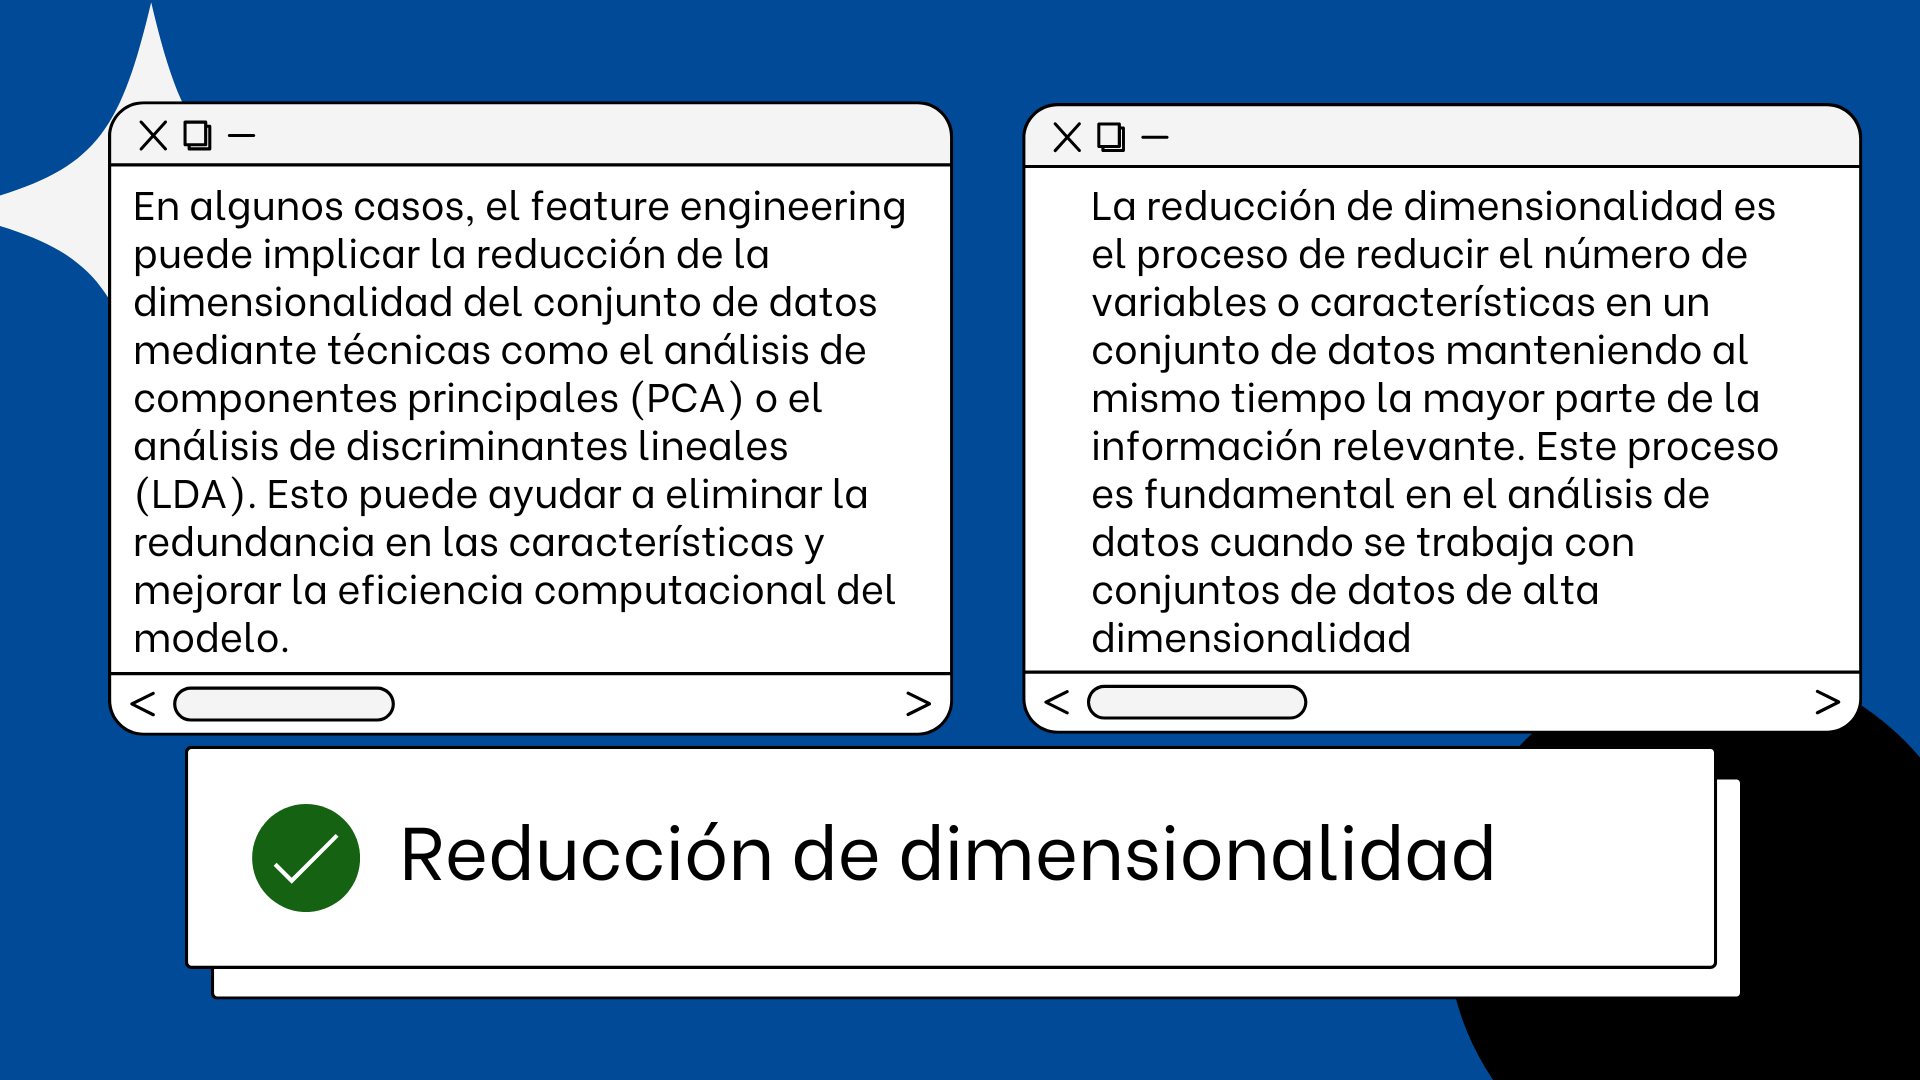 En algunos casos, el feature engineering
puede implicar la reducción de la
dimensionalidad del conjunto de datos
mediante técnicas como el análisis de
componentes principales (PCA) o el
análisis de discriminantes lineales
(LDA). Esto puede ayudar a eliminar la
redundancia en las características y
mejorar la eficiencia computacional del
modelo.
La reducción de dimensionalidad es
el proceso de reducir el número de
variables o características en un
conjunto de datos manteniendo al
mismo tiempo la mayor parte de la
información relevante. Este proceso
es fundamental en el análisis de
datos cuando se trabaja con
conjuntos de datos de alta
dimensionalidad
Reducción de dimensionalidad